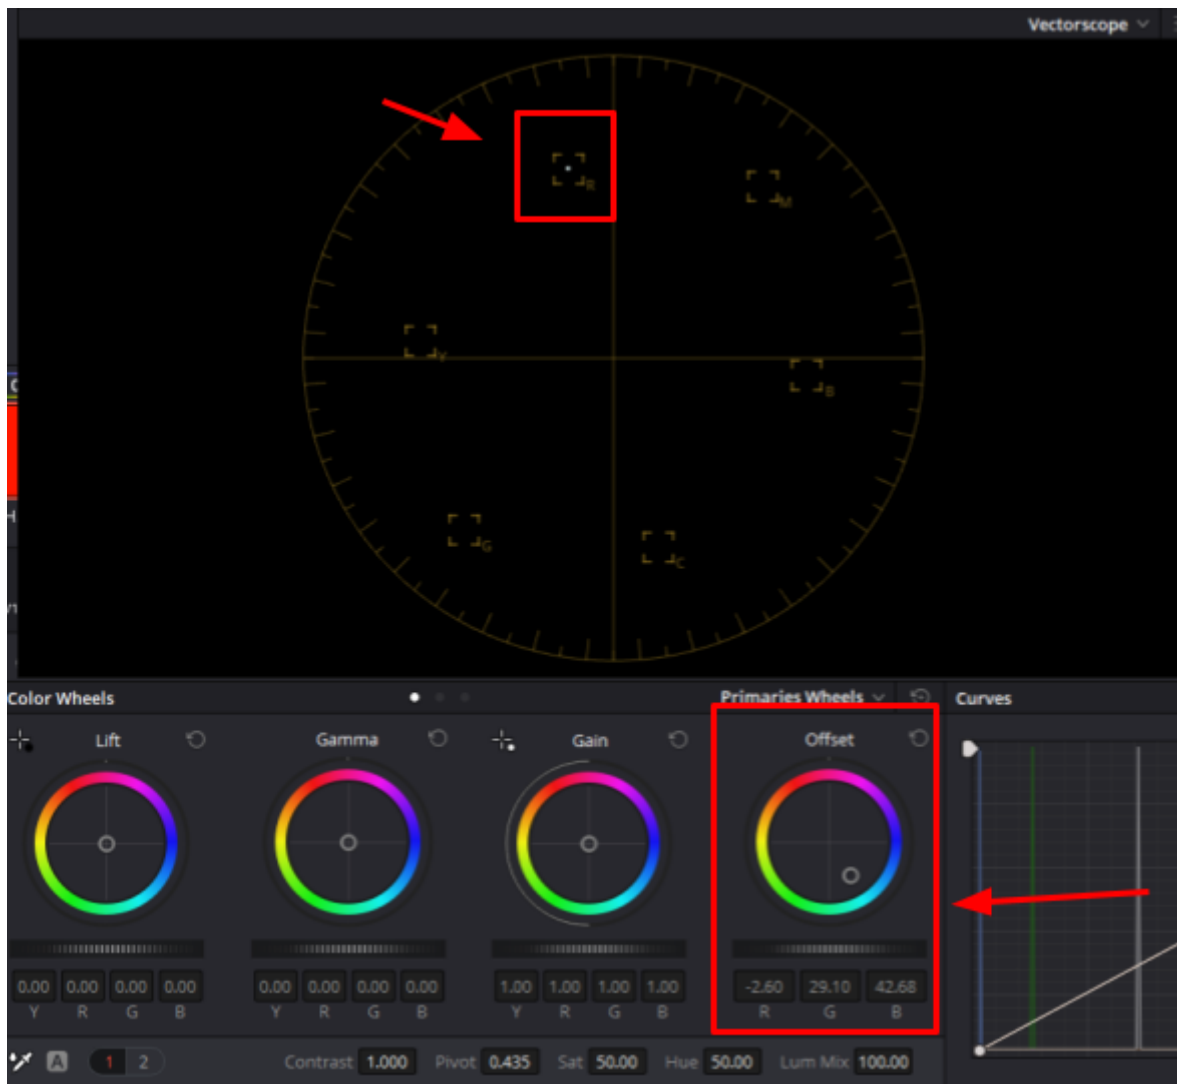 Vectorscope
R
M
Y
B
G
C
H
Color Wheels
Primaries Wheels
Curves
Lift
Gamma
Gain
Offset
0.00 0.00 0.00 0.00
Y R G B
0.00 0.00 0.00 0.00
Y R G B
1.00 1.00 1.00 1.00
Y R G B
-2.60 29.10 42.68
R G B
A 1 2 Contrast 1.000 Pivot 0.435 Sat 50.00 Hue 50.00 Lum Mix 100.00